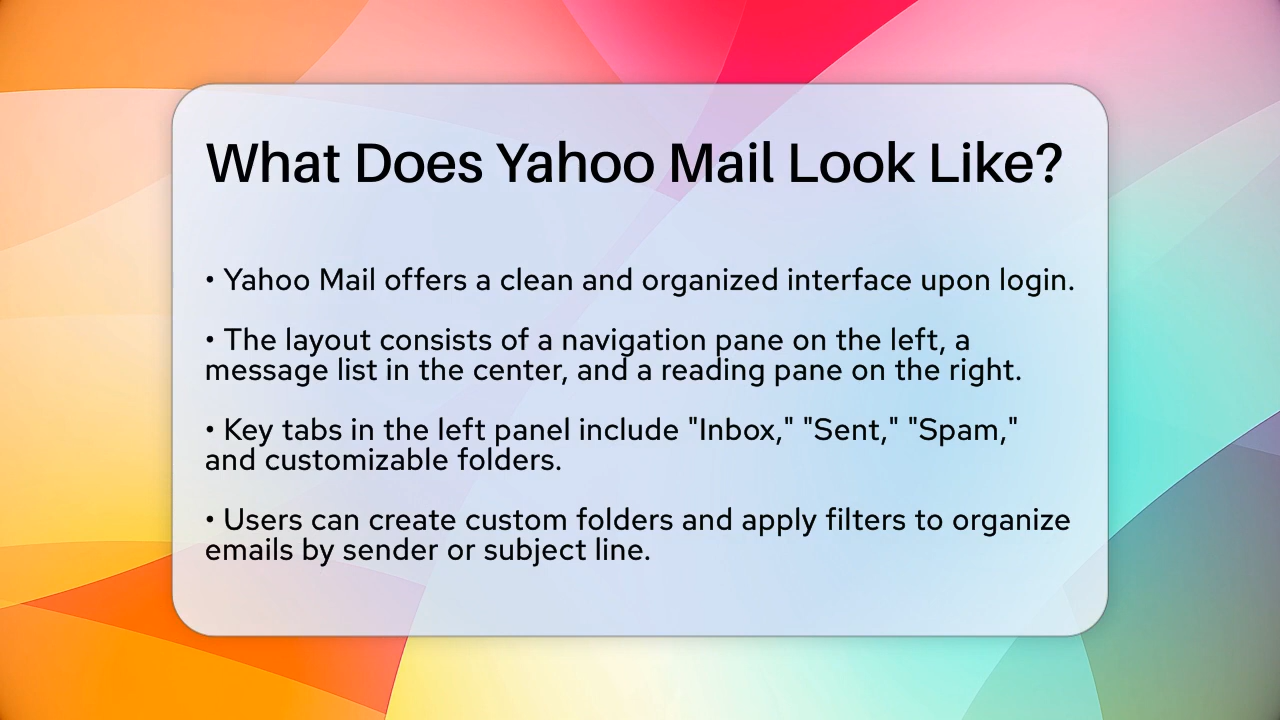 What Does Yahoo Mail Look Like?
• Yahoo Mail offers a clean and organized interface upon login.
• The layout consists of a navigation pane on the left, a
message list in the center, and a reading pane on the right.
• Key tabs in the left panel include "Inbox," "Sent," "Spam,"
and customizable folders.
• Users can create custom folders and apply filters to organize
emails by sender or subject line.